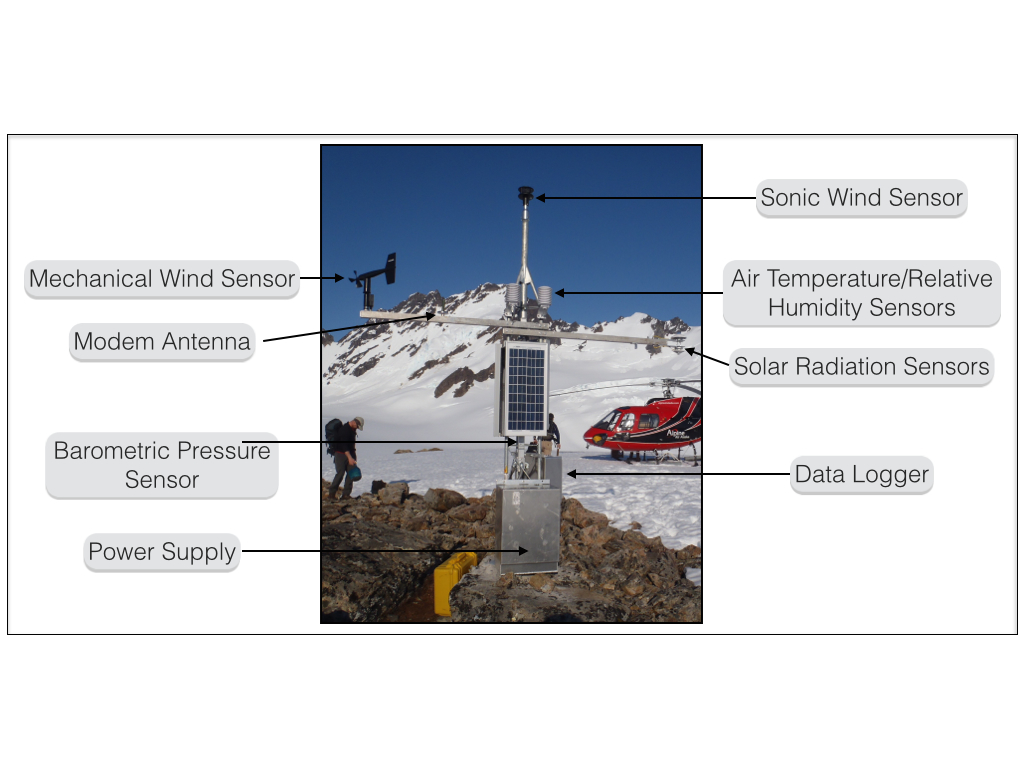 Sonic Wind Sensor
Mechanical Wind Sensor
Air Temperature/Relative
Humidity Sensors
Modem Antenna
Solar Radiation Sensors
Alpine
Barometric Pressure
Sensor
Data Logger
Power Supply